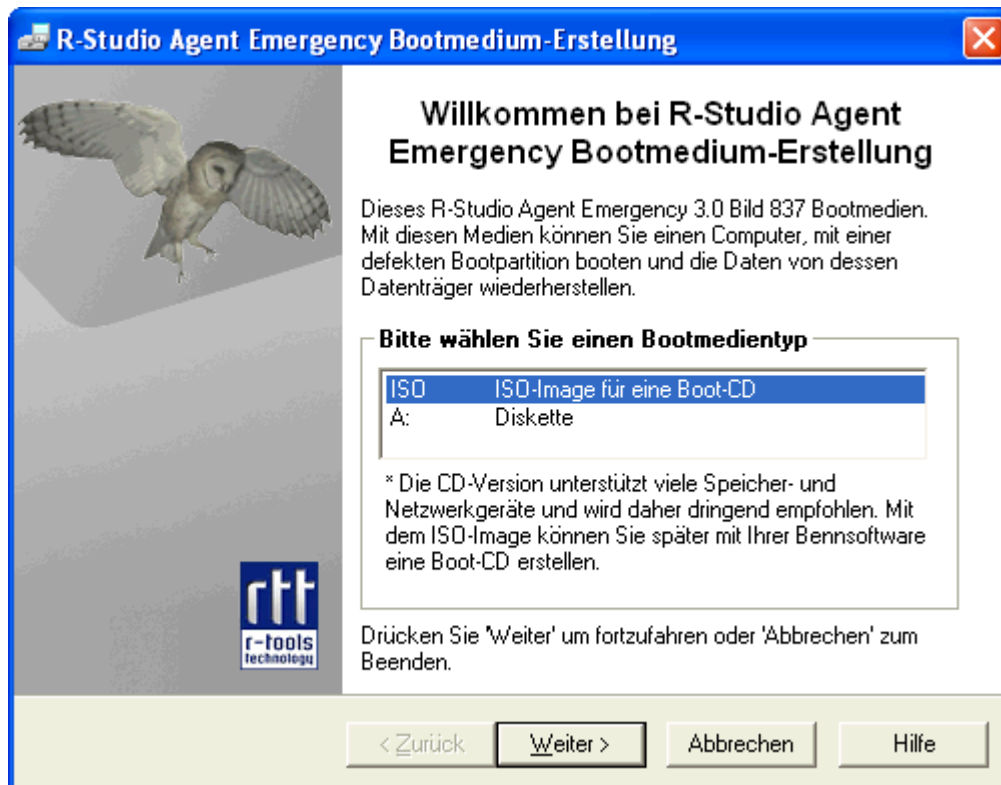 R-Studio Agent Emergency Bootmedium-Erstellung
Willkommen bei R-Studio Agent
Emergency Bootmedium-Erstellung
Dieses R-Studio Agent Emergency 3.0 Bild 837 Bootmedien.
Mit diesen Medien können Sie einen Computer, mit einer
defekten Bootpartition booten und die Daten von dessen
Datenträger wiederherstellen.
Bitte wählen Sie einen Bootmedientyp
ISO ISO-Image für eine Boot-CD
A: Diskette
* Die CD-Version unterstützt viele Speicher- und
Netzwerkgeräte und wird daher dringend empfohlen. Mit
dem ISO-Image können Sie später mit Ihrer Bennsoftware
eine Boot-CD erstellen.
rtt
r-tools
technology
Drücken Sie 'Weiter' um fortzufahren oder 'Abbrechen' zum
Beenden.
< Zurück Weiter > Abbrechen Hilfe